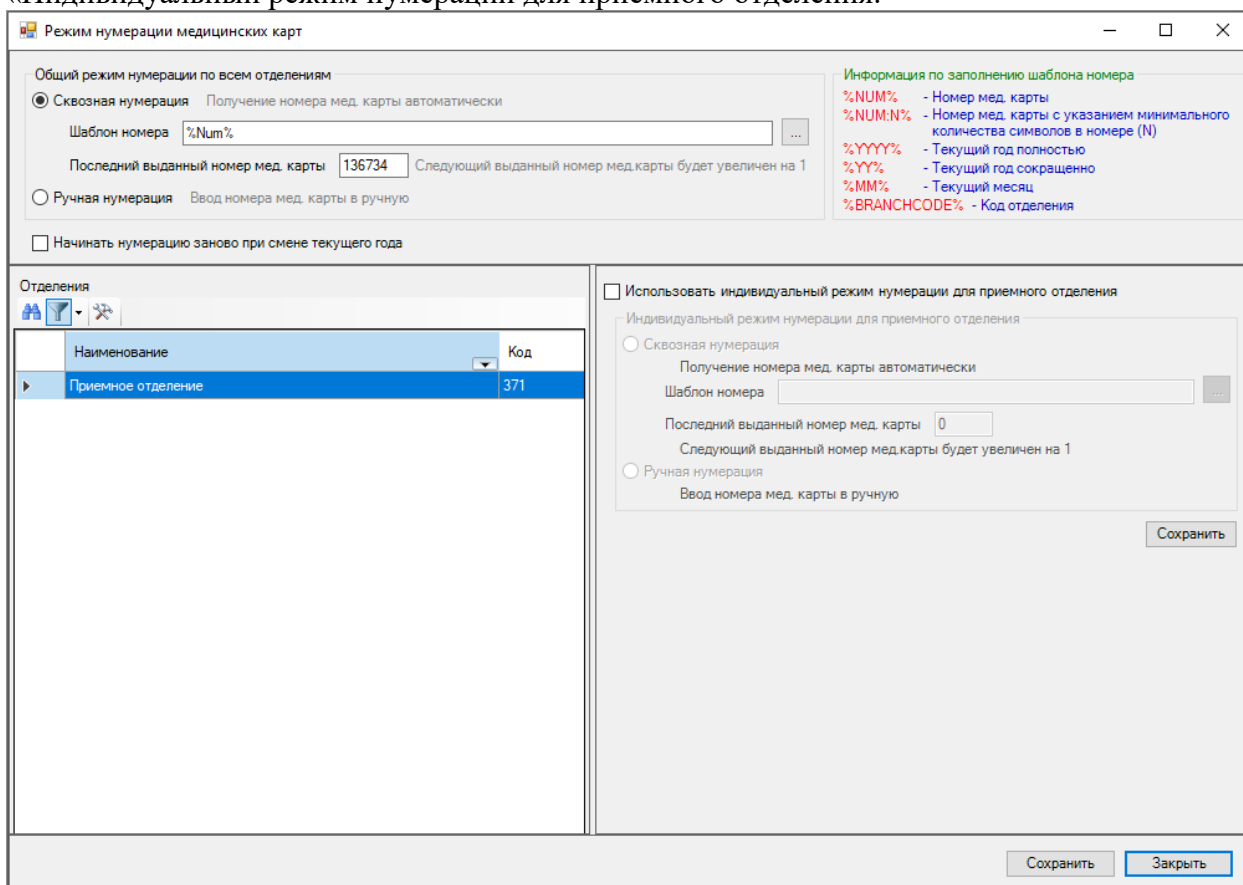 «Индивидуальный режим нумерации для приемного отделения.
Режим нумерации медицинских карт
Общий режим нумерации по всем отделениям
Сквозная нумерация Получение номера мед. карты автоматически
Шаблон номера %Num% ...
Последний выданный номер мед. карты 136734 Следующий выданный номер мед.карты будет увеличен на 1
Ручная нумерация Ввод номера мед. карты в ручную
Начинать нумерацию заново при смене текущего года
Информация по заполнению шаблона номера
%NUM% - Номер мед. карты
%NUM:N% - Номер мед. карты с указанием минимального
количества символов в номере (N)
%YYYY% - Текущий год полностью
%YY% - Текущий год сокращенно
%MM% - Текущий месяц
%BRANCHCODE% - Код отделения
Отделения
Наименование Код
Приемное отделение 371
Использовать индивидуальный режим нумерации для приемного отделения
Индивидуальный режим нумерации для приемного отделения
Сквозная нумерация
Получение номера мед. карты автоматически
Шаблон номера ...
Последний выданный номер мед. карты 0
Следующий выданный номер мед.карты будет увеличен на 1
Ручная нумерация
Ввод номера мед. карты в ручную
Сохранить
Сохранить Закрыть